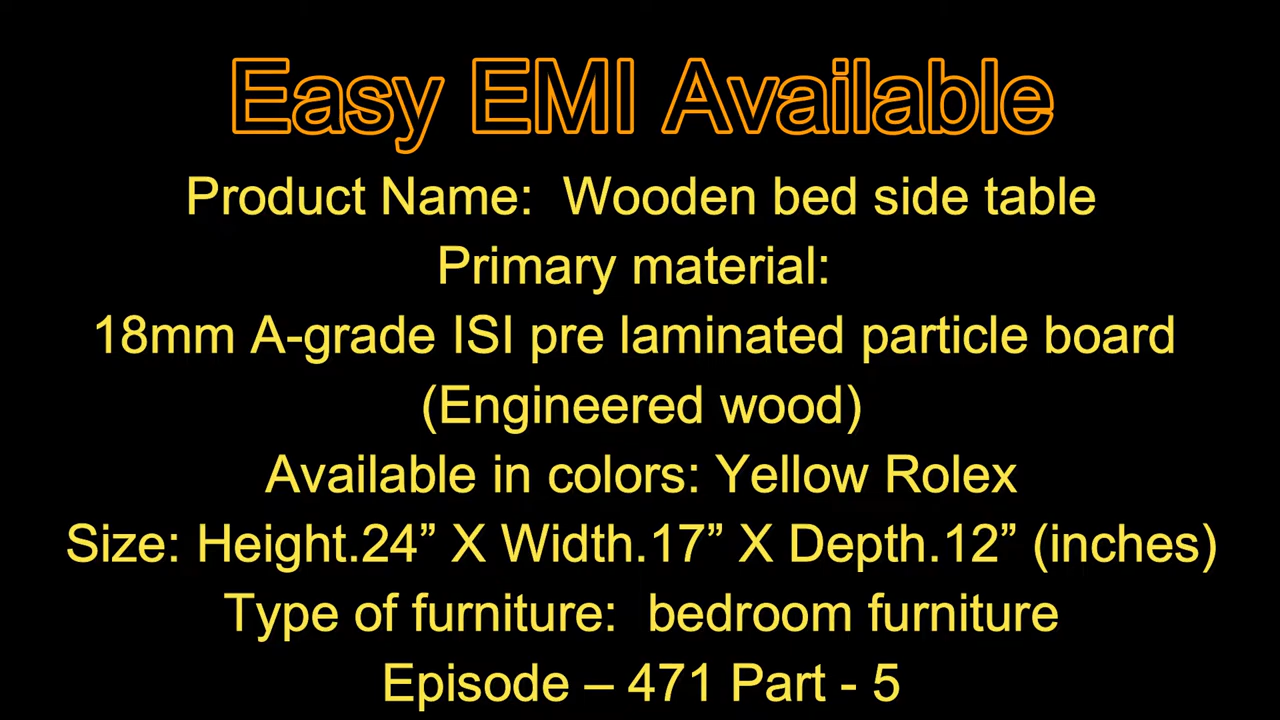 Easy EMI Available
Product Name:  Wooden bed side table
Primary material:
18mm A-grade ISI pre laminated particle board
(Engineered wood)
Available in colors: Yellow Rolex
Size: Height.24” X Width.17” X Depth.12” (inches)
Type of furniture:  bedroom furniture
Episode – 471 Part - 5